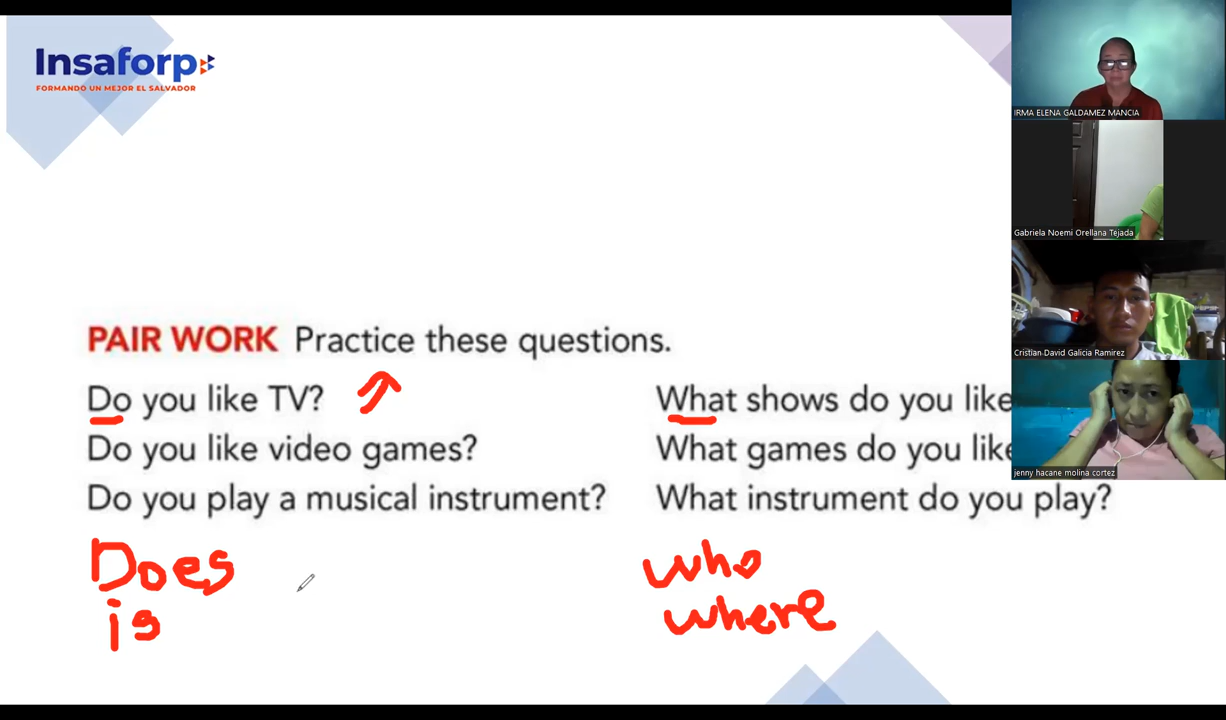 Insaforp
FORMANDO UN MEJOR EL SALVADOR
PAIR WORK Practice these questions.
Do you like TV?
Do you like video games?
Do you play a musical instrument?
What shows do you like
What games do you like
What instrument do you play?
Does
is
who
where
IRMA ELENA GALDAMEZ MANCIA
Gabriela Noemi Orellana Tejada
Cristian David Galicia Ramirez
jenny hacane molina cortez